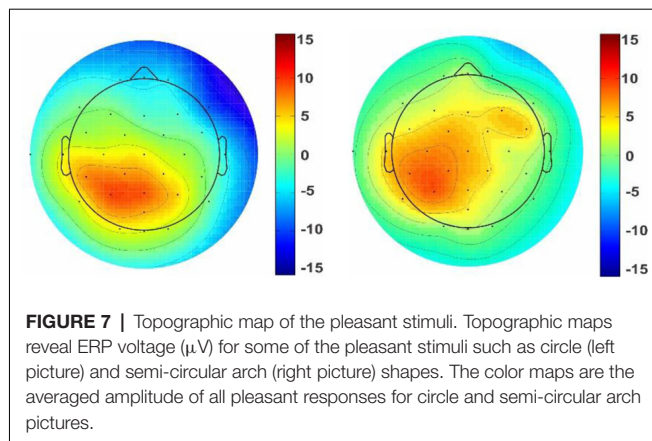 15
10
5
0
-5
-10
-15
15
10
5
0
-5
-10
-15
FIGURE 7 | Topographic map of the pleasant stimuli. Topographic maps
reveal ERP voltage (μV) for some of the pleasant stimuli such as circle (left
picture) and semi-circular arch (right picture) shapes. The color maps are the
averaged amplitude of all pleasant responses for circle and semi-circular arch
pictures.